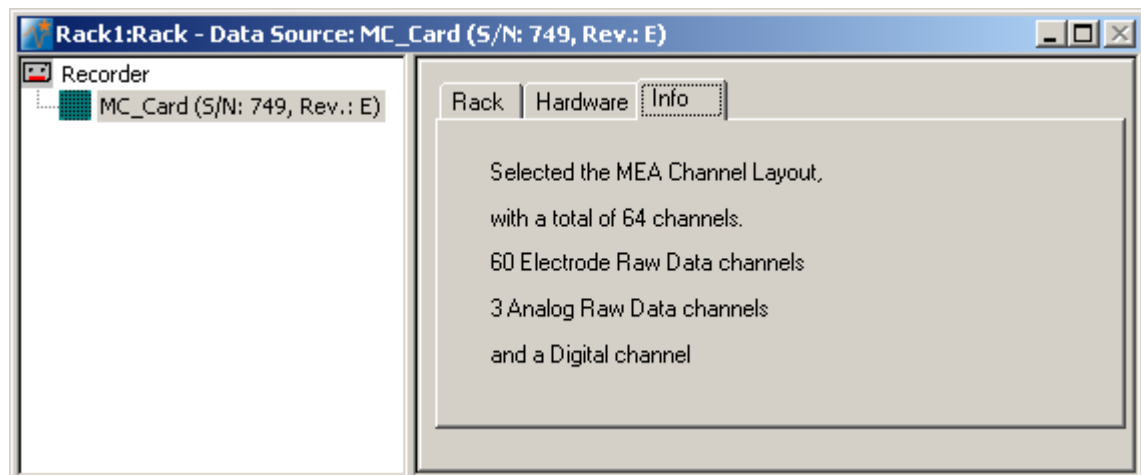 Rack1:Rack - Data Source: MC_Card (S/N: 749, Rev.: E)
Recorder
MC_Card (S/N: 749, Rev.: E)
Rack Hardware Info
Selected the MEA Channel Layout,
with a total of 64 channels.
60 Electrode Raw Data channels
3 Analog Raw Data channels
and a Digital channel